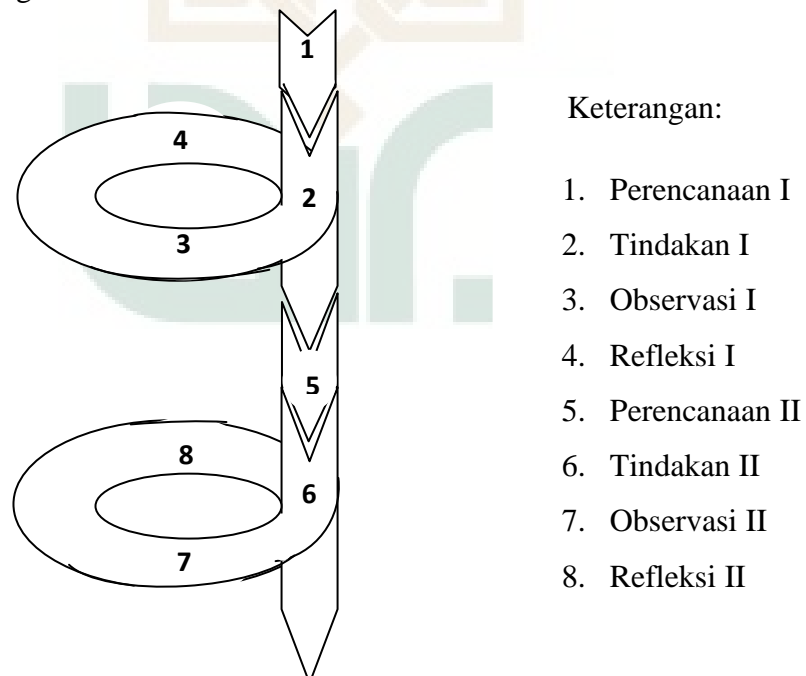 1
Keterangan:
4
2
3
1. Perencanaan I
2. Tindakan I
3. Observasi I
4. Refleksi I
5
5. Perencanaan II
8
6
7
6. Tindakan II
7. Observasi II
8. Refleksi II